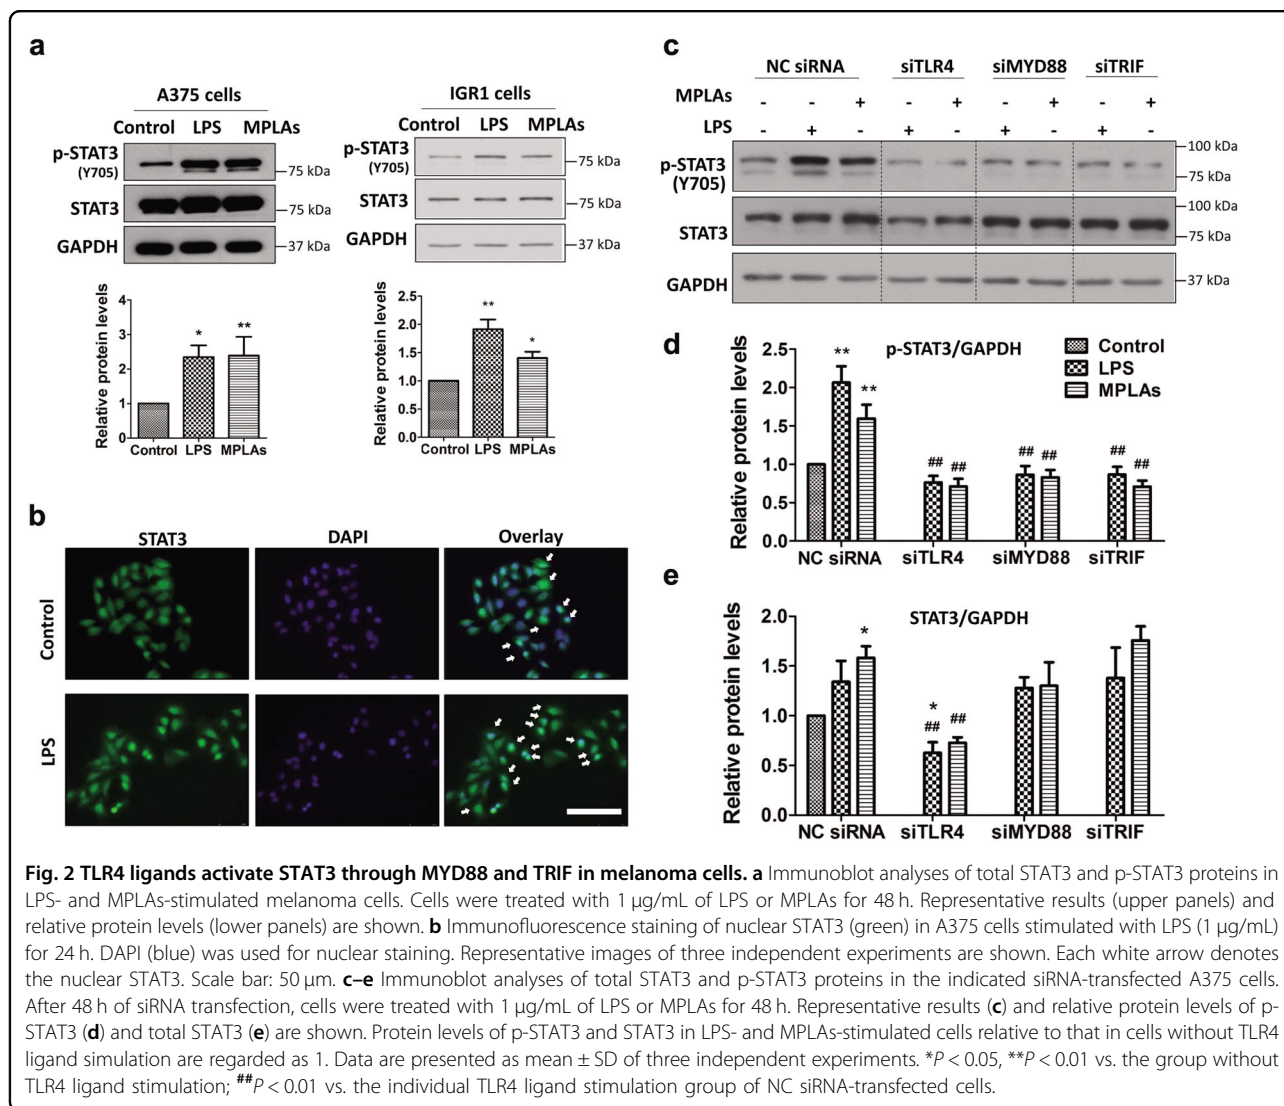 a
A375 cells
Control LPS MPLAs
p-STAT3
(Y705)
75 kDa
STAT3
75 kDa
GAPDH
37 kDa
Relative protein levels
4
3
2
1
0
*
**
Control LPS MPLAs
IGR1 cells
Control LPS MPLAs
p-STAT3
(Y705)
75 kDa
STAT3
75 kDa
GAPDH
37 kDa
Relative protein levels
2.5
2.0
1.5
1.0
0.5
0.0
**
*
Control LPS MPLAs
b
STAT3 DAPI Overlay
Control
LPS
c
NC siRNA siTLR4 siMYD88 siTRIF
MPLAs - - + - + - + - +
LPS - + - + - + - + -
p-STAT3
(Y705)
100 kDa
75 kDa
STAT3
100 kDa
75 kDa
GAPDH
37 kDa
d
p-STAT3/GAPDH
Control
LPS
MPLAs
Relative protein levels
2.5
2.0
1.5
1.0
0.5
0.0
** **
## ## ## ## ## ##
NC siRNA siTLR4 siMYD88 siTRIF
e
STAT3/GAPDH
Relative protein levels
2.0
1.5
1.0
0.5
0.0
*
*
## ##
NC siRNA siTLR4 siMYD88 siTRIF
Fig. 2 TLR4 ligands activate STAT3 through MYD88 and TRIF in melanoma cells. a Immunoblot analyses of total STAT3 and p-STAT3 proteins in
LPS- and MPLAs-stimulated melanoma cells. Cells were treated with 1 µg/mL of LPS or MPLAs for 48 h. Representative results (upper panels) and
relative protein levels (lower panels) are shown. b Immunofluorescence staining of nuclear STAT3 (green) in A375 cells stimulated with LPS (1 µg/mL)
for 24 h. DAPI (blue) was used for nuclear staining. Representative images of three independent experiments are shown. Each white arrow denotes
the nuclear STAT3. Scale bar: 50 µm. c–e Immunoblot analyses of total STAT3 and p-STAT3 proteins in the indicated siRNA-transfected A375 cells.
After 48 h of siRNA transfection, cells were treated with 1 µg/mL of LPS or MPLAs for 48 h. Representative results (c) and relative protein levels of p-
STAT3 (d) and total STAT3 (e) are shown. Protein levels of p-STAT3 and STAT3 in LPS- and MPLAs-stimulated cells relative to that in cells without TLR4
ligand simulation are regarded as 1. Data are presented as mean ± SD of three independent experiments. *P < 0.05, **P < 0.01 vs. the group without
TLR4 ligand stimulation; ##P < 0.01 vs. the individual TLR4 ligand stimulation group of NC siRNA-transfected cells.